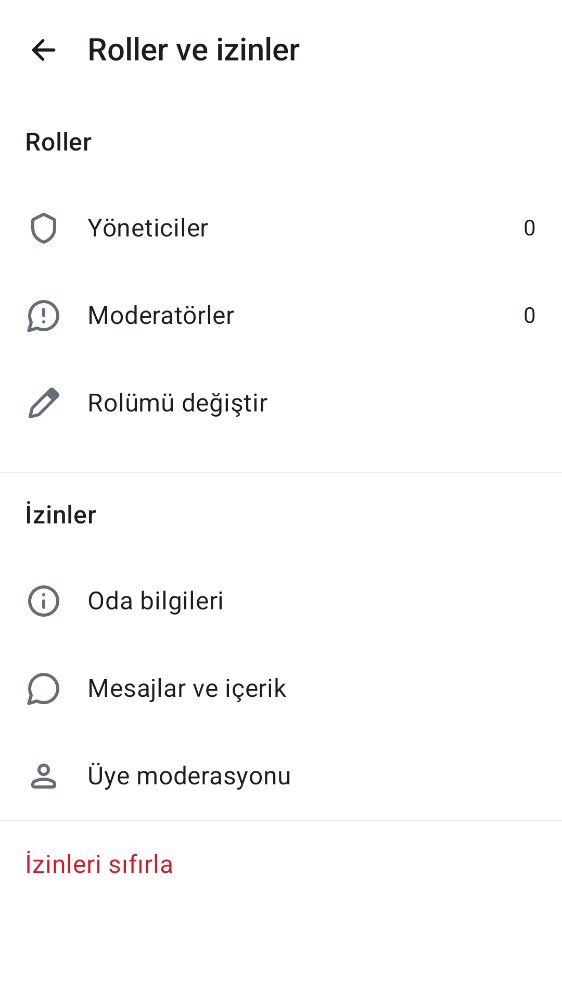 Roller ve izinler
Roller
Yöneticiler 0
Moderatörler 0
Rolümü değiştir
İzinler
Oda bilgileri
Mesajlar ve içerik
Üye moderasyonu
İzinleri sıfırla